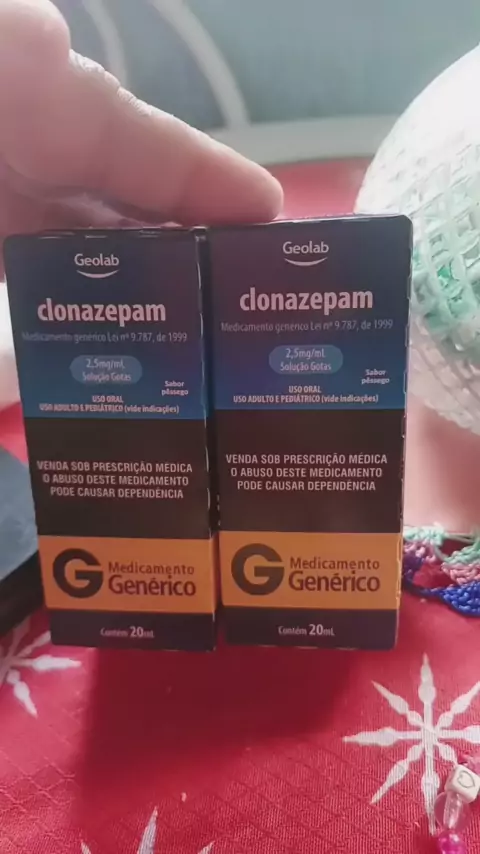 Geolab
clonazepam
Medicamento genérico Lei nº 9.787, de 1999
2,5mg/mL
Solução Gotas
Sabor
pêssego
USO ORAL
USO ADULTO E PEDIÁTRICO (vide indicações)
VENDA SOB PRESCRIÇÃO MÉDICA
O ABUSO DESTE MEDICAMENTO
PODE CAUSAR DEPENDÊNCIA
G Medicamento
Genérico
Contém 20mL
Geolab
clonazepam
Medicamento genérico Lei nº 9.787, de 1999
2,5mg/mL
Solução Gotas
Sabor
pêssego
USO ORAL
USO ADULTO E PEDIÁTRICO (vide indicações)
VENDA SOB PRESCRIÇÃO MÉDICA
O ABUSO DESTE MEDICAMENTO
PODE CAUSAR DEPENDÊNCIA
G Medicamento
Genérico
Contém 20mL